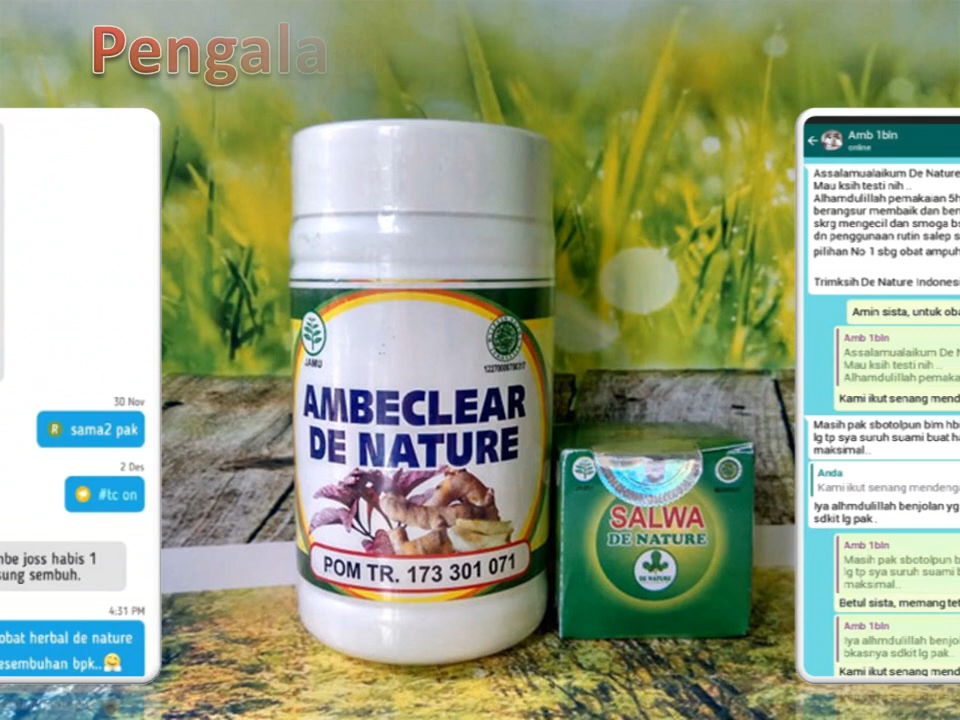 Pengala
30 Nov
R sama2 pak
2 Des
#tc on
mbe joss habis 1
sung sembuh.
4:31 PM
obat herbal de nature
esembuhan bpk..🤗
JAMU
AMBECLEAR
DE NATURE
POM TR. 173 301 071
SALWA
DE NATURE
DE NATURE
Amb 1bln
online
Assalamualaikum De Nature
Mau ksih testi nih ..
Alhamdulillah pemakaian 5h
berangsur membaik dan ben
skrg mengecil dan smoga bs
dn penggunaan rutin salep s
pilihan No 1 sbg obat ampuh
Trimksih De Nature Indonesi
Amin sista, untuk oba
Amb 1bln
Assalamualaikum De N
Mau ksih testi nih ..
Alhamdulillah pemaka
Kami ikut senang mend
Masih pak sbotolpun blm hb
lg tp sya suruh suami buat ha
maksimal..
Anda
Kami ikut senang mendenga
Iya alhmdulillah benjolan yg
sdkit lg pak .
Amb 1bln
Masih pak sbotolpun b
lg tp sya suruh suami b
maksimal..
Betul sista, memang tet
Amb 1bln
Iya alhmdulillah benjol
bkasnya sdkit lg pak .
Kami ikut senang mend